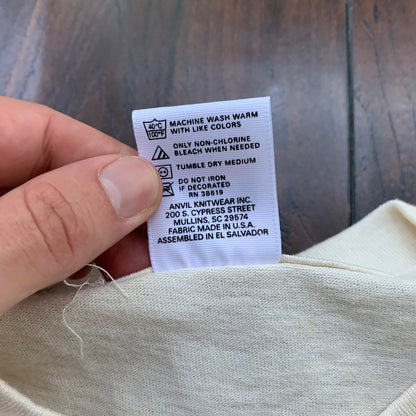 40°C
100°F
MACHINE WASH WARM
WITH LIKE COLORS
ONLY NON-CHLORINE
BLEACH WHEN NEEDED
TUMBLE DRY MEDIUM
DO NOT IRON
IF DECORATED
RN 38619
ANVIL KNITWEAR INC.
200 S. CYPRESS STREET
MULLINS, SC 29574
FABRIC MADE IN U.S.A.
ASSEMBLED IN EL SALVADOR